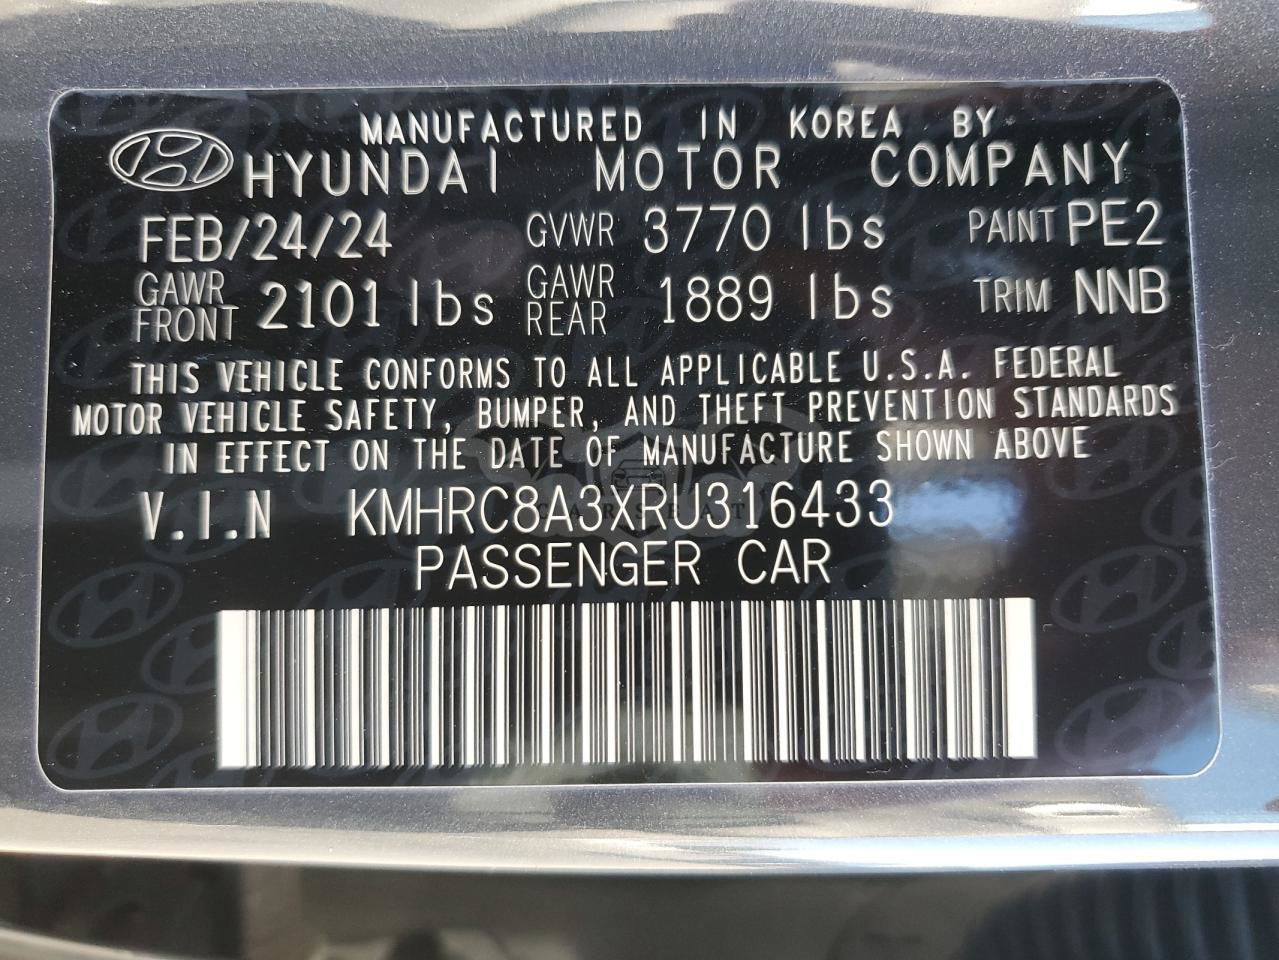 MANUFACTURED IN KOREA BY
HYUNDAI MOTOR COMPANY
FEB/24/24 GVWR 3770 lbs PAINT PE2
GAWR FRONT 2101 lbs GAWR REAR 1889 lbs TRIM NNB
THIS VEHICLE CONFORMS TO ALL APPLICABLE U.S.A. FEDERAL
MOTOR VEHICLE SAFETY, BUMPER, AND THEFT PREVENTION STANDARDS
IN EFFECT ON THE DATE OF MANUFACTURE SHOWN ABOVE
V.I.N KMHRC8A3XRU316433
PASSENGER CAR